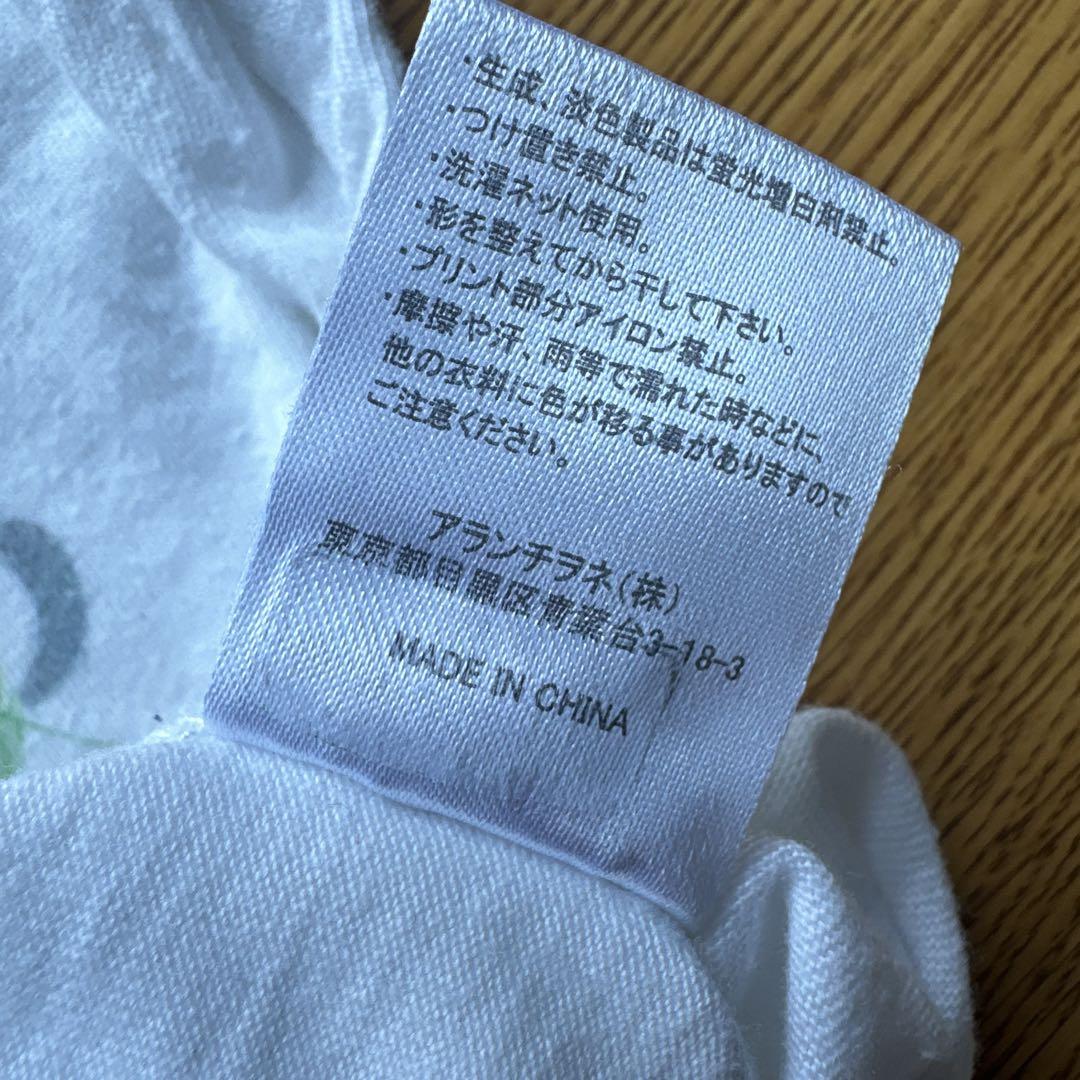 ・生成、淡色製品は蛍光増白剤禁止。
・つけ置き禁止。
・洗濯ネット使用。
・形を整えてから干して下さい。
・プリント部分アイロン禁止。
・摩擦や汗、雨等で濡れた時などに、
他の衣料に色が移る事がありますので
ご注意ください。
アランチヲネ(株)
東京都目黒区青葉台3-18-3
MADE IN CHINA